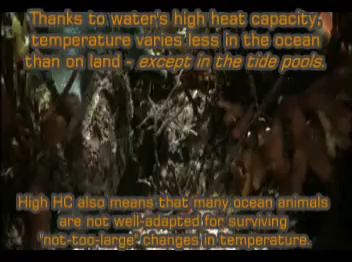 Thanks to water's high heat capacity,
temperature varies less in the ocean
than on land - except in the tide pools.
High HC also means that many ocean animals
are not well-adapted for surviving
"not-too-large" changes in temperature.